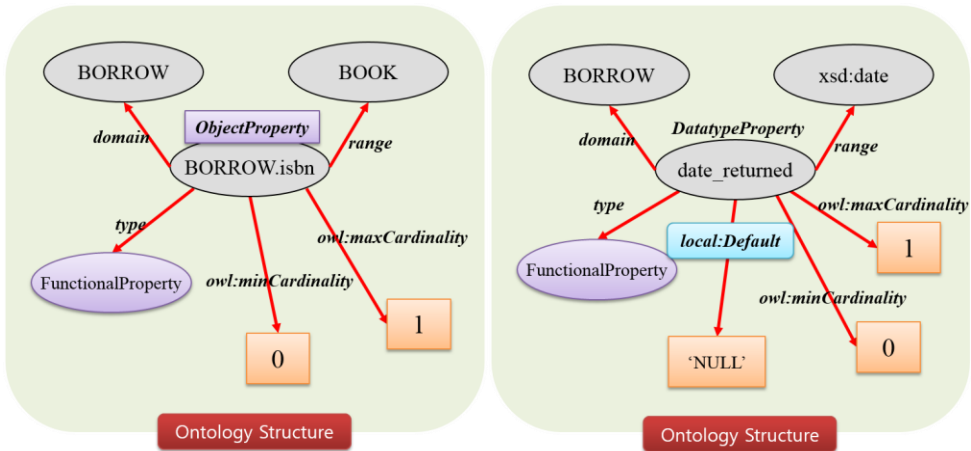 BORROW
BOOK
ObjectProperty
domain
range
BORROW.isbn
type
owl:maxCardinality
FunctionalProperty
owl:minCardinality
1
0
Ontology Structure
BORROW
xsd:date
DatatypeProperty
domain
range
date_returned
type
owl:maxCardinality
local:Default
1
FunctionalProperty
owl:minCardinality
0
‘NULL’
Ontology Structure